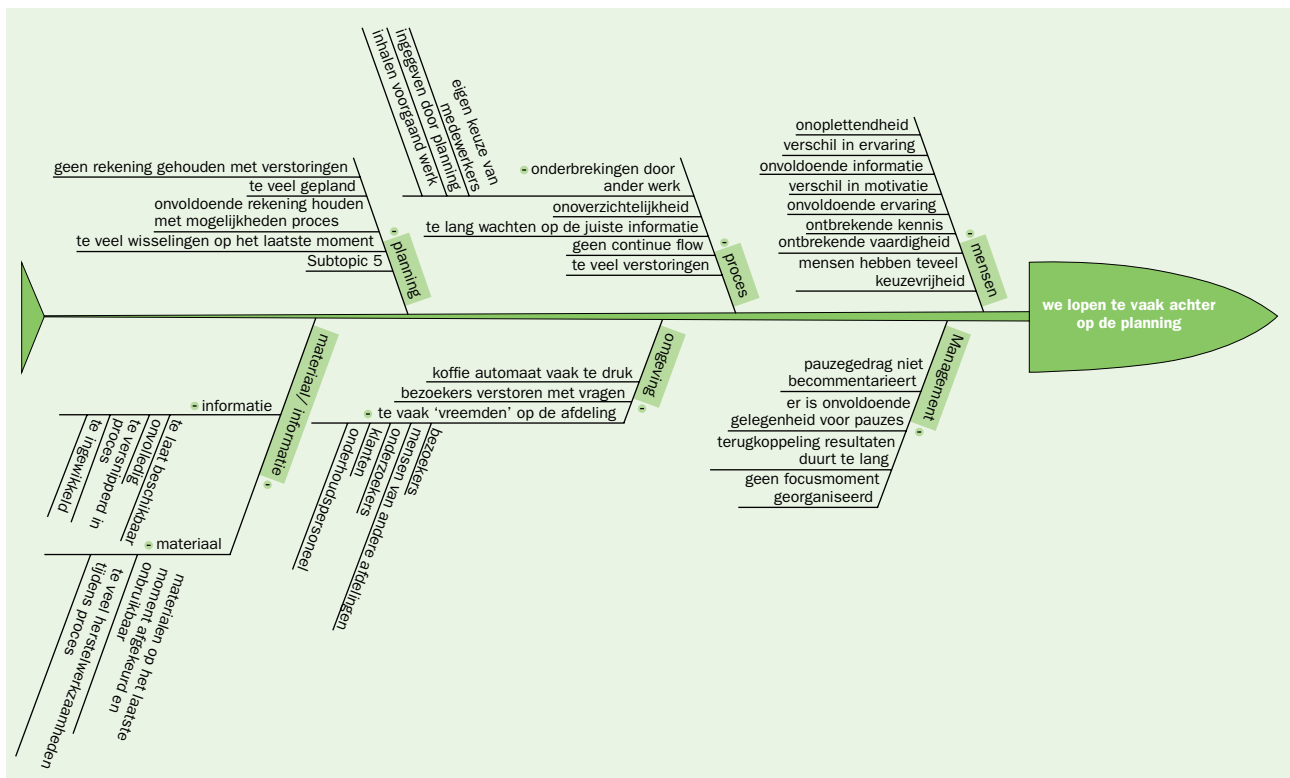 geen rekening gehouden met verstoringen
te veel gepland
onvoldoende rekening houden
met mogelijkheden proces
te veel wisselingen op het laatste moment
Subtopic 5
planning
inhalen voorgaand werk
ingegeven door planning
eigen keuze van
medewerkers
onderbrekingen door
ander werk
onoverzichtelijkheid
te lang wachten op de juiste informatie
geen continue flow
te veel verstoringen
proces
onoplettendheid
verschil in ervaring
onvoldoende informatie
verschil in motivatie
onvoldoende ervaring
ontbrekende kennis
ontbrekende vaardigheid
mensen hebben teveel
keuzevrijheid
mensen
we lopen te vaak achter
op de planning
materiaal/ informatie
informatie
te laat beschikbaar
onvolledig
te versnipperd in
proces
te ingewikkeld
materiaal
materialen op het laatste
moment afgekeurd en
onbruikbaar
te veel herstelwerkzaamheden
tijdens proces
omgeving
koffie automaat vaak te druk
bezoekers verstoren met vragen
te vaak ‘vreemden’ op de afdeling
bezoekers
mensen van andere afdelingen
onderzoekers
klanten
onderhoudspersoneel
Management
pauzegedrag niet
becommentarieert
er is onvoldoende
gelegenheid voor pauzes
terugkoppeling resultaten
duurt te lang
geen focusmoment
georganiseerd